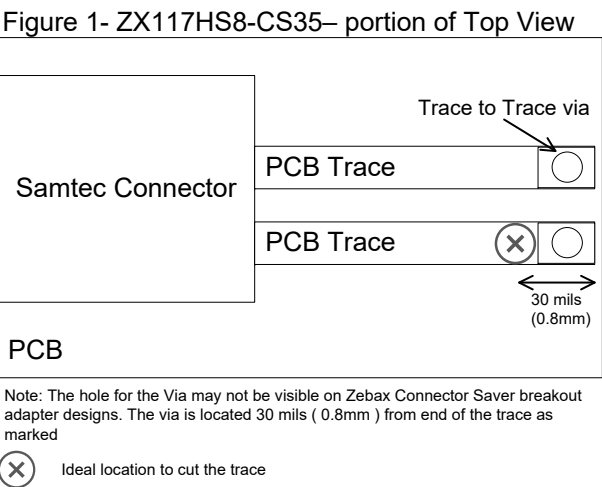 Figure 1- ZX117HS8-CS35– portion of Top View
Trace to Trace via
PCB Trace
Samtec Connector
PCB Trace
30 mils
(0.8mm)
PCB
Note: The hole for the Via may not be visible on Zebax Connector Saver breakout
adapter designs. The via is located 30 mils ( 0.8mm ) from end of the trace as
marked
Ideal location to cut the trace